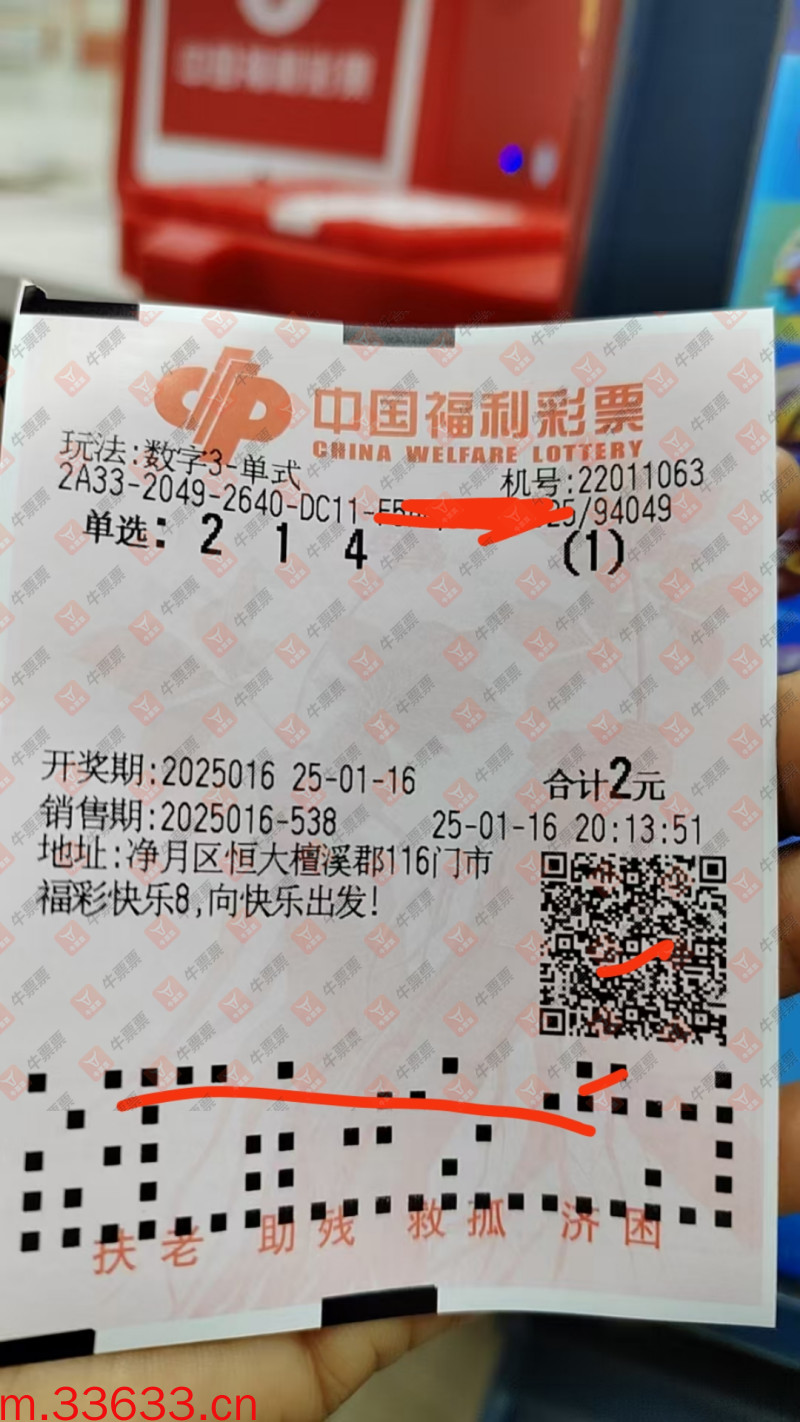 中国福利彩票
CHINA WELFARE LOTTERY
玩法:数字3-单式
机号:22011063
2A33-2049-2640-DC11- 25/94049
单选: 2 1 4 (1)
开奖期:2025016 25-01-16 合计2元
销售期:2025016-538 25-01-16 20:13:51
地址:净月区恒大檀溪郡116门市
福彩快乐8,向快乐出发!
扶老 助残 救孤 济困
牛票票
m.33633.cn